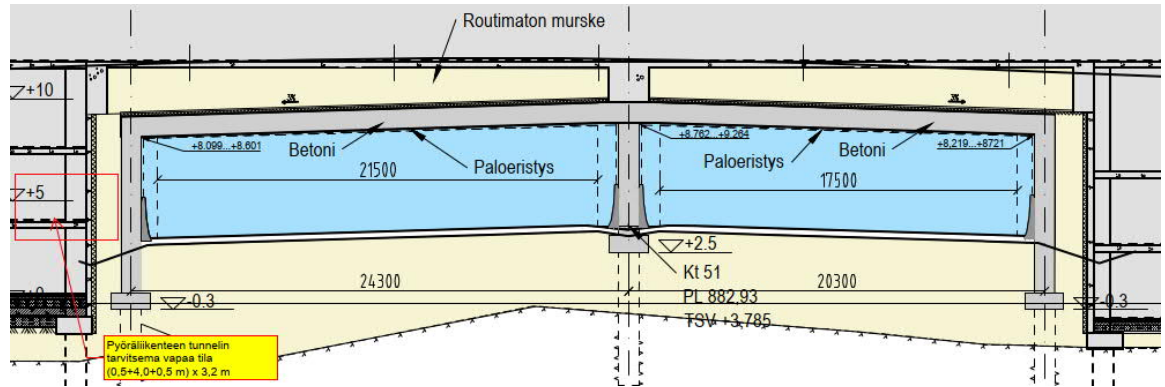 Routimaton murske
+10
+8.099...+8.601
Betoni
Paloeristys
+8.762...+9.264
Paloeristys
Betoni
+8,219...+8721
21500
17500
+5
+2.5
Kt 51
24300
20300
PL 882,93
-0.3
-0.3
TSV +3,785
Pyöräliikenteen tunnelin
tarvitsema vapaa tila
(0,5+4,0+0,5 m) x 3,2 m